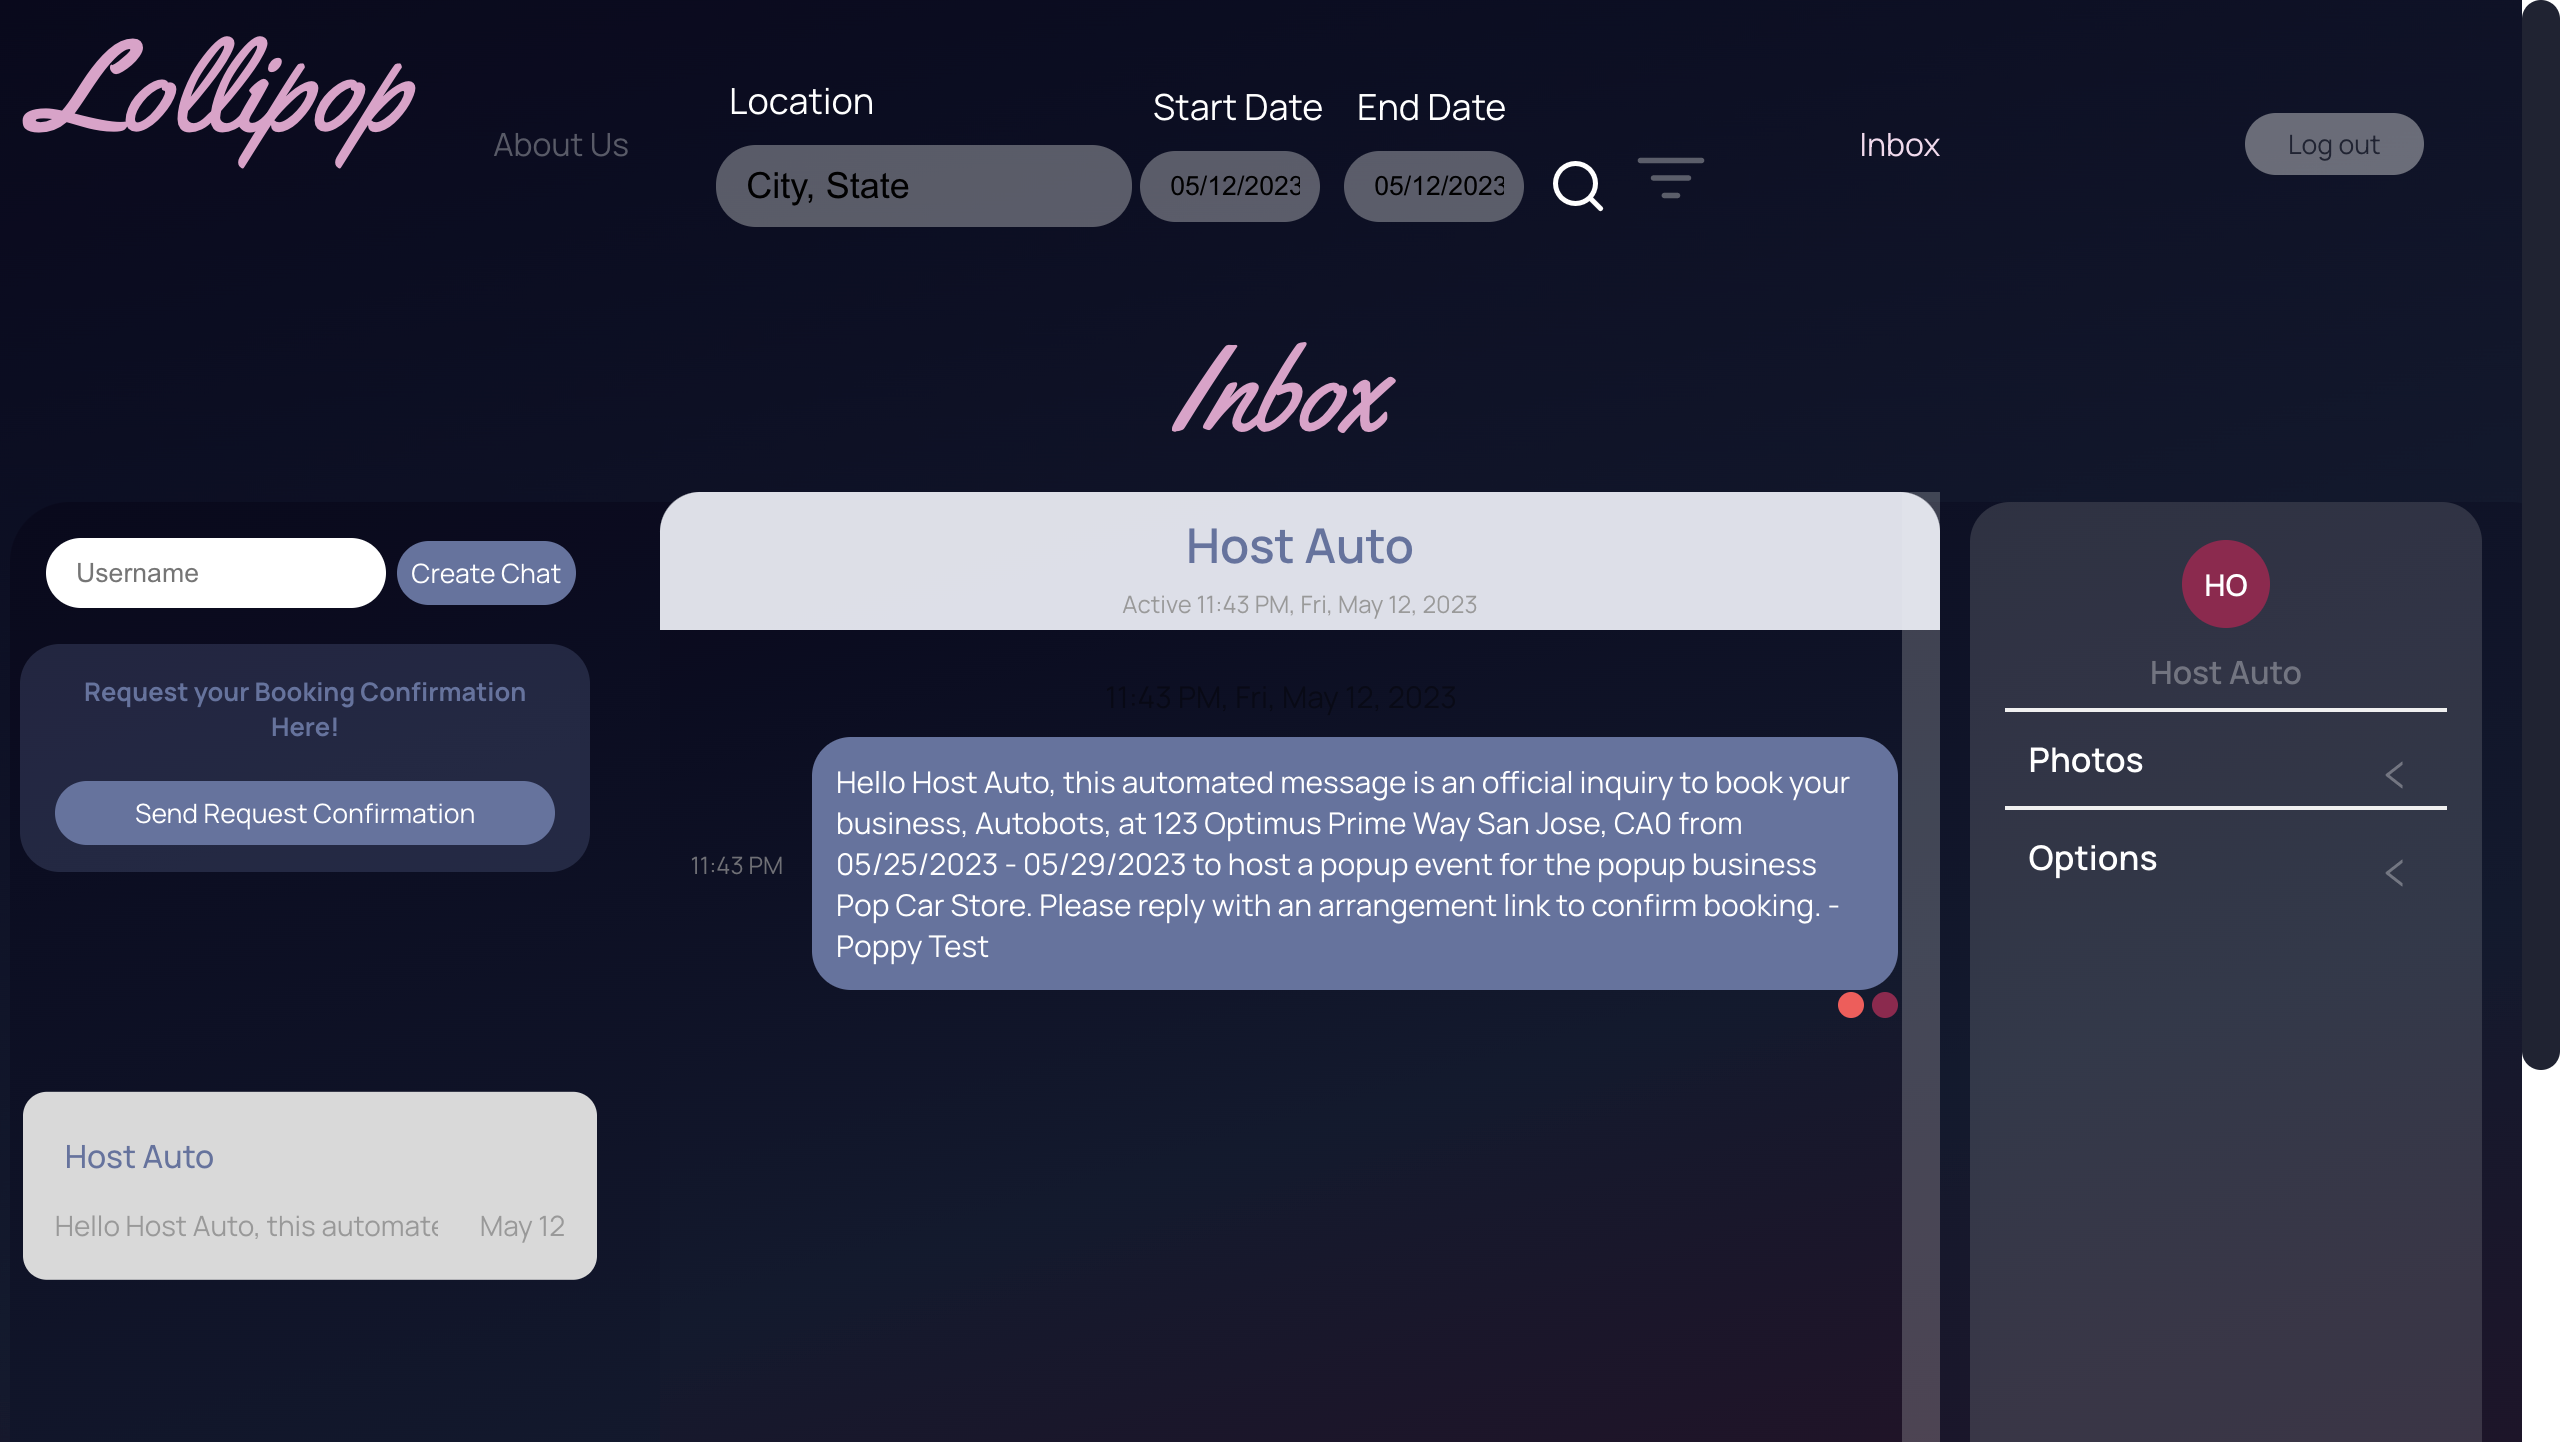 Lollipop
About Us
Location
City, State
Start Date
05/12/2023
End Date
05/12/2023
Inbox
Log out
Inbox
Username
Create Chat
Request your Booking Confirmation
Here!
Send Request Confirmation
Host Auto
Hello Host Auto, this automate
May 12
Host Auto
Active 11:43 PM, Fri, May 12, 2023
11:43 PM, Fri, May 12, 2023
11:43 PM
Hello Host Auto, this automated message is an official inquiry to book your
business, Autobots, at 123 Optimus Prime Way San Jose, CA0 from
05/25/2023 - 05/29/2023 to host a popup event for the popup business
Pop Car Store. Please reply with an arrangement link to confirm booking. -
Poppy Test
HO
Host Auto
Photos
Options